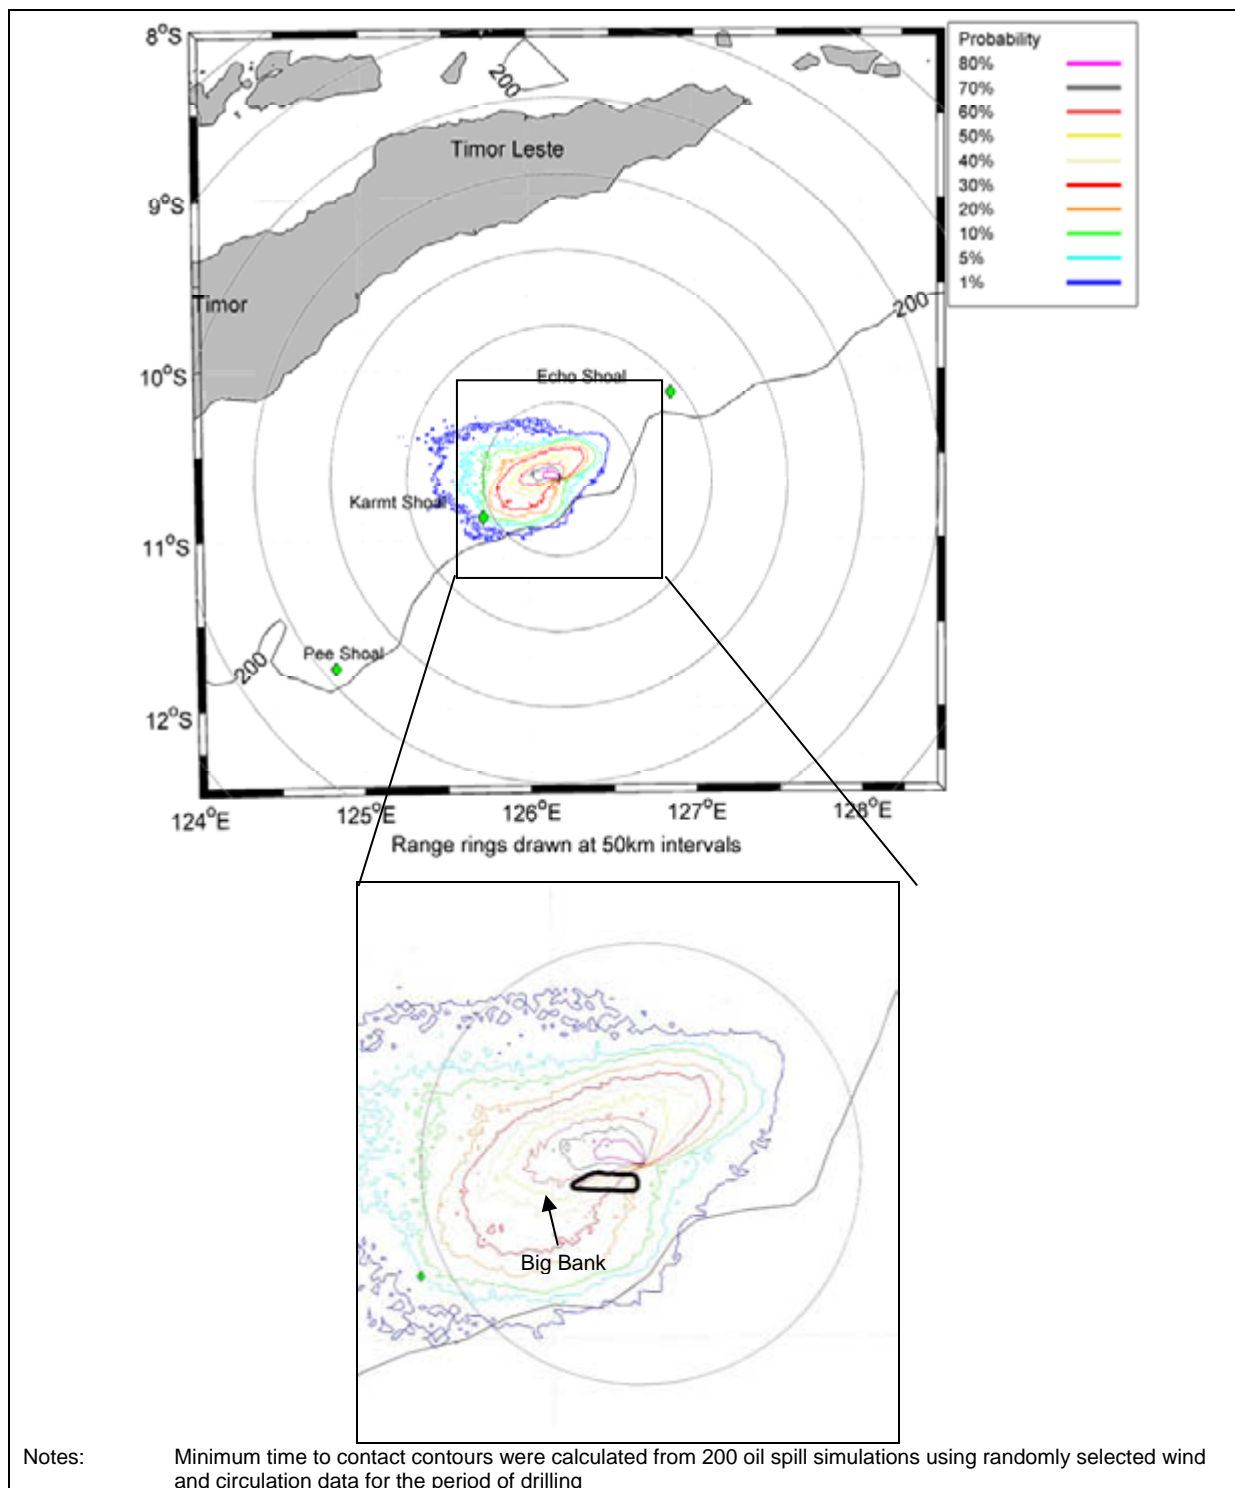 8°S
9°S
10°S
11°S
12°S
200
Timor Leste
Timor
200
Echo Shoal
Karmt Shoal
Pee Shoal
200
124°E
125°E
126°E
127°E
128°E
Range rings drawn at 50km intervals
Probability
80%
70%
60%
50%
40%
30%
20%
10%
5%
1%
Big Bank
Notes: Minimum time to contact contours were calculated from 200 oil spill simulations using randomly selected wind
and circulation data for the period of drilling